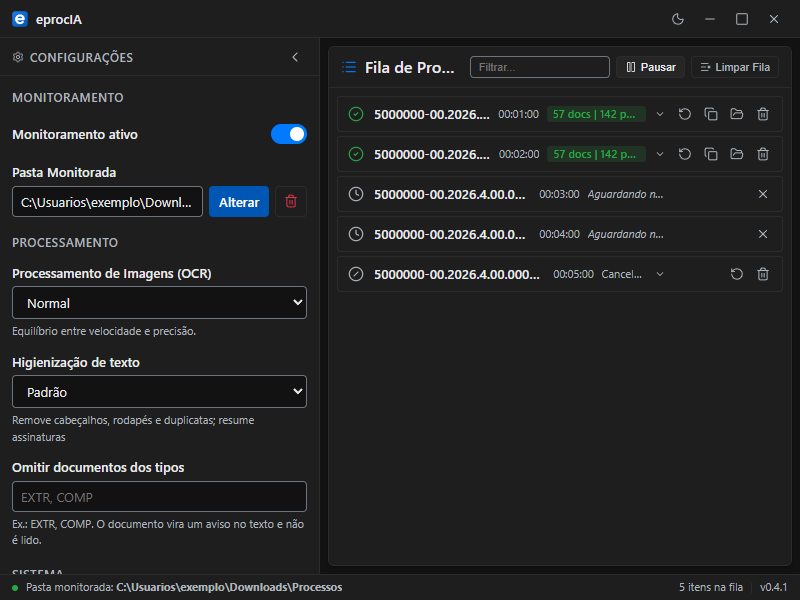 eprocIA
CONFIGURAÇÕES
MONITORAMENTO
Monitoramento ativo
Pasta Monitorada
C:\Usuarios\exemplo\Downl...
Alterar
PROCESSAMENTO
Processamento de Imagens (OCR)
Normal
Equilíbrio entre velocidade e precisão.
Higienização de texto
Padrão
Remove cabeçalhos, rodapés e duplicatas; resume
assinaturas
Omitir documentos dos tipos
EXTR, COMP
Ex.: EXTR, COMP. O documento vira um aviso no texto e não
é lido.
SISTEMA
Fila de Pro...
Filtrar...
Pausar
Limpar Fila
5000000-00.2026.... 00:01:00 57 docs | 142 p...
5000000-00.2026.... 00:02:00 57 docs | 142 p...
5000000-00.2026.4.00.0... 00:03:00 Aguardando n...
5000000-00.2026.4.00.0... 00:04:00 Aguardando n...
5000000-00.2026.4.00.000... 00:05:00 Cancel...
Pasta monitorada: C:\Usuarios\exemplo\Downloads\Processos
5 itens na fila
v0.4.1